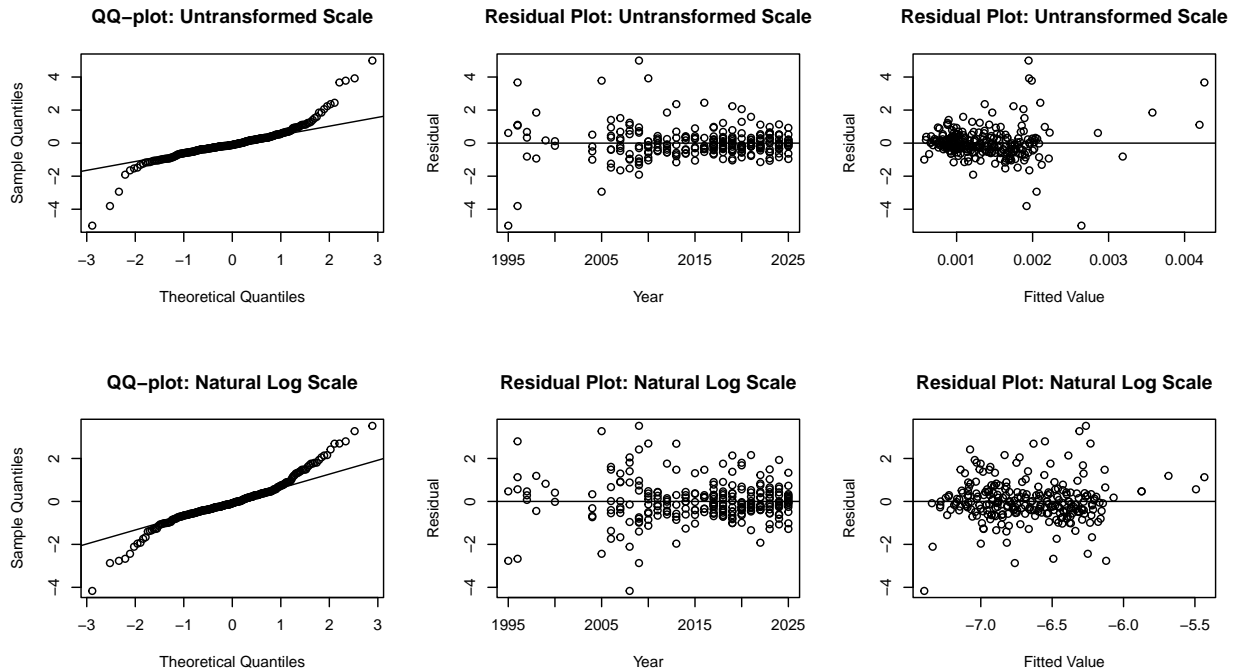 QQ−plot: Untransformed Scale
Sample Quantiles
−4 −2 0 2 4
−3 −2 −1 0 1 2 3
Theoretical Quantiles
Residual Plot: Untransformed Scale
Residual
−4 −2 0 2 4
1995 2005 2015 2025
Year
Residual Plot: Untransformed Scale
Residual
−4 −2 0 2 4
0.001 0.002 0.003 0.004
Fitted Value
QQ−plot: Natural Log Scale
Sample Quantiles
−4 −2 0 2
−3 −2 −1 0 1 2 3
Theoretical Quantiles
Residual Plot: Natural Log Scale
Residual
−4 −2 0 2
1995 2005 2015 2025
Year
Residual Plot: Natural Log Scale
Residual
−4 −2 0 2
−7.0 −6.5 −6.0 −5.5
Fitted Value